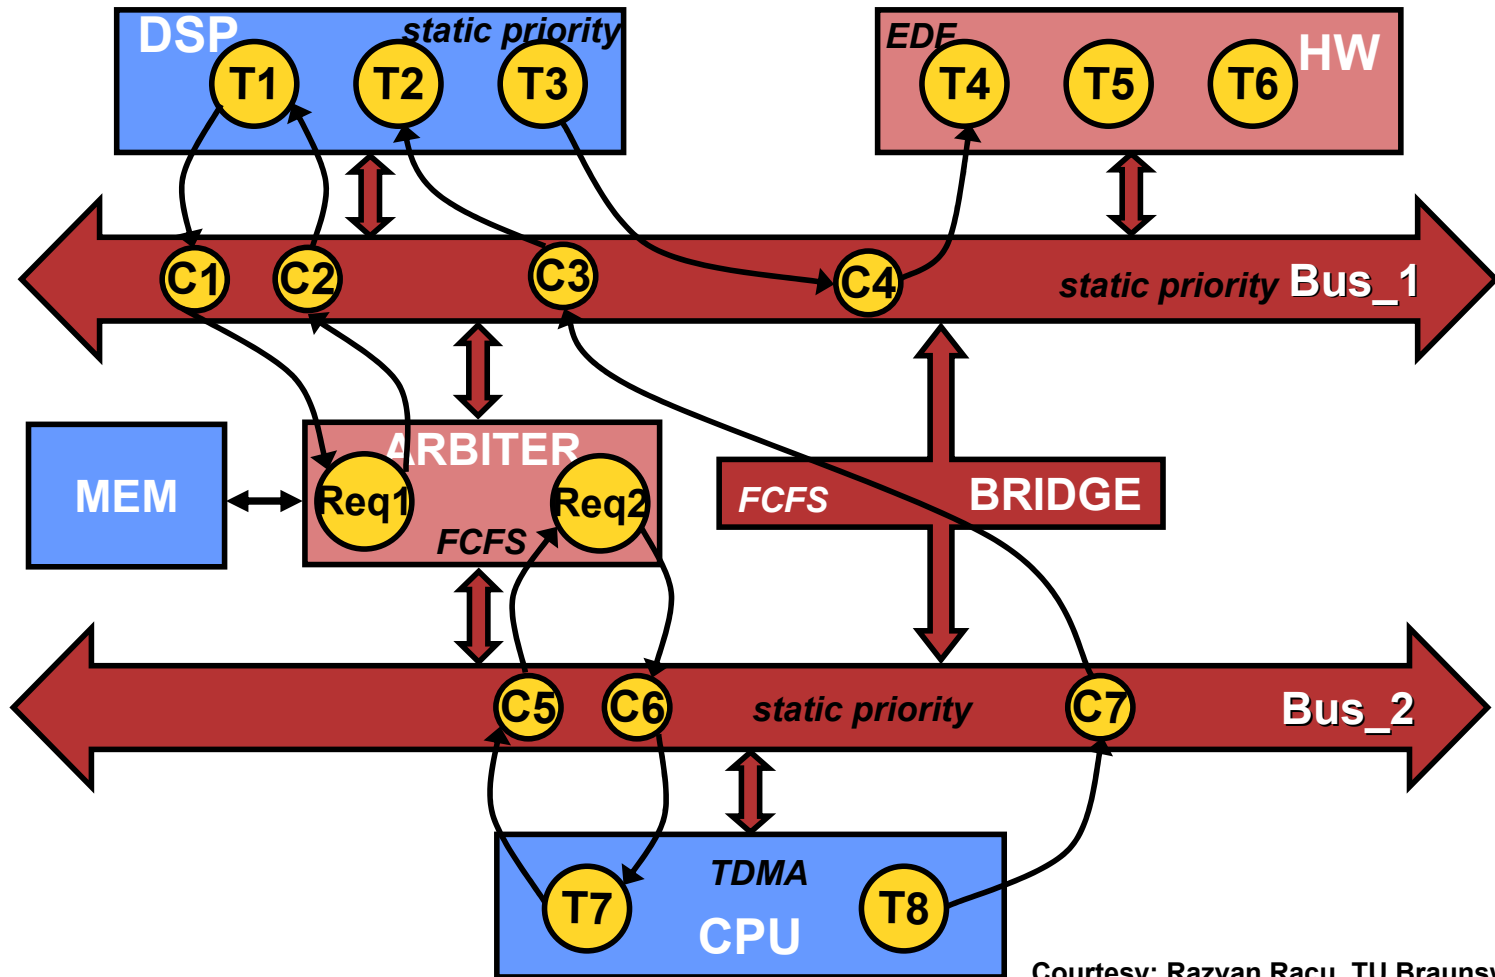 DSP
static priority
T1
T2
T3
EDF
HW
T4
T5
T6
C1
C2
C3
C4
static priority
Bus_1
MEM
ARBITER
Req1
Req2
FCFS
FCFS
BRIDGE
C5
C6
static priority
C7
Bus_2
TDMA
T7
T8
CPU
Courtesy: Razvan Racu, TU